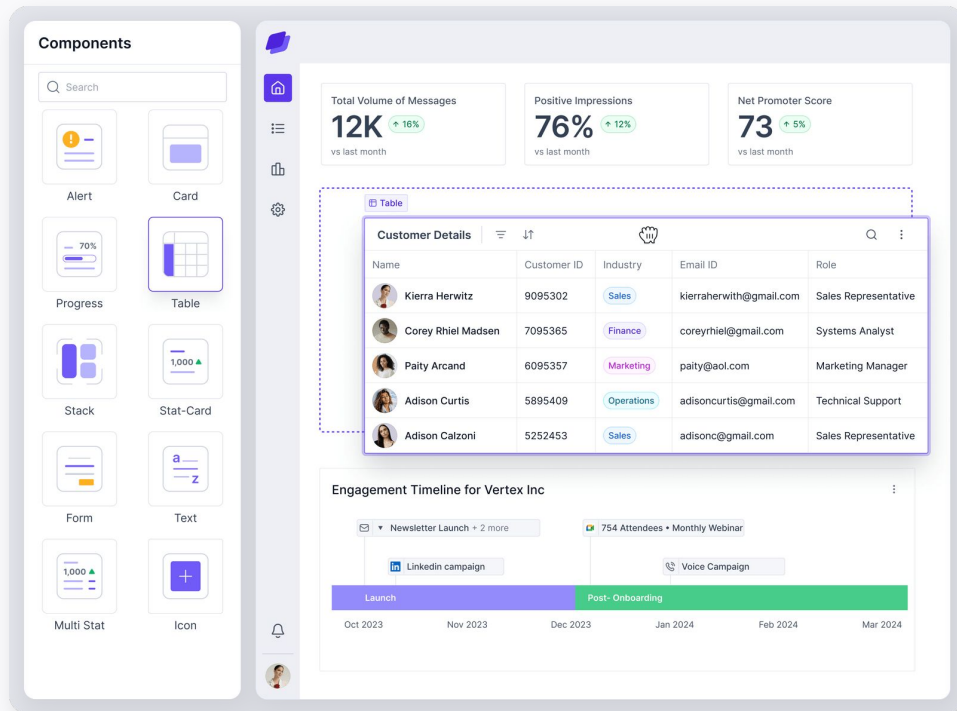 Components
Search
Alert
Card
70%
Progress
Table
1,000
Stack
Stat-Card
a
z
Form
Text
1,000
Multi Stat
Icon
Total Volume of Messages
12K ↑ 16%
vs last month
Positive Impressions
76% ↑ 12%
vs last month
Net Promoter Score
73 ↑ 5%
vs last month
Table
Customer Details
Name Customer ID Industry Email ID Role
Kierra Herwitz 9095302 Sales kierraherwith@gmail.com Sales Representative
Corey Rhiel Madsen 7095365 Finance coreyrhiel@gmail.com Systems Analyst
Paity Arcand 6095357 Marketing paity@aol.com Marketing Manager
Adison Curtis 5895409 Operations adisoncurtis@gmail.com Technical Support
Adison Calzoni 5252453 Sales adisonc@gmail.com Sales Representative
Engagement Timeline for Vertex Inc
Newsletter Launch + 2 more
754 Attendees • Monthly Webinar
in Linkedin campaign
Voice Campaign
Launch
Post- Onboarding
Oct 2023 Nov 2023 Dec 2023 Jan 2024 Feb 2024 Mar 2024